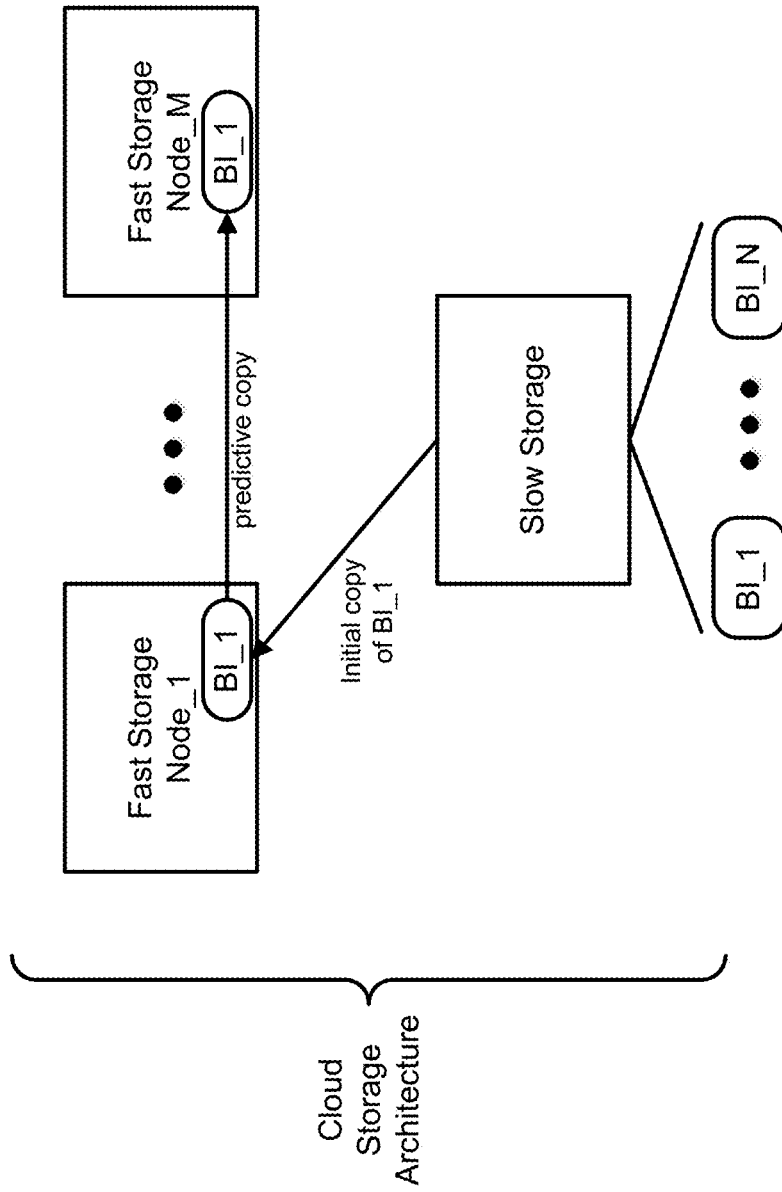 Cloud
Storage
Architecture
Fast Storage
Node_1
BI_1
predictive copy
Fast Storage
Node_M
BI_1
Initial copy
of BI_1
Slow Storage
BI_1
BI_N